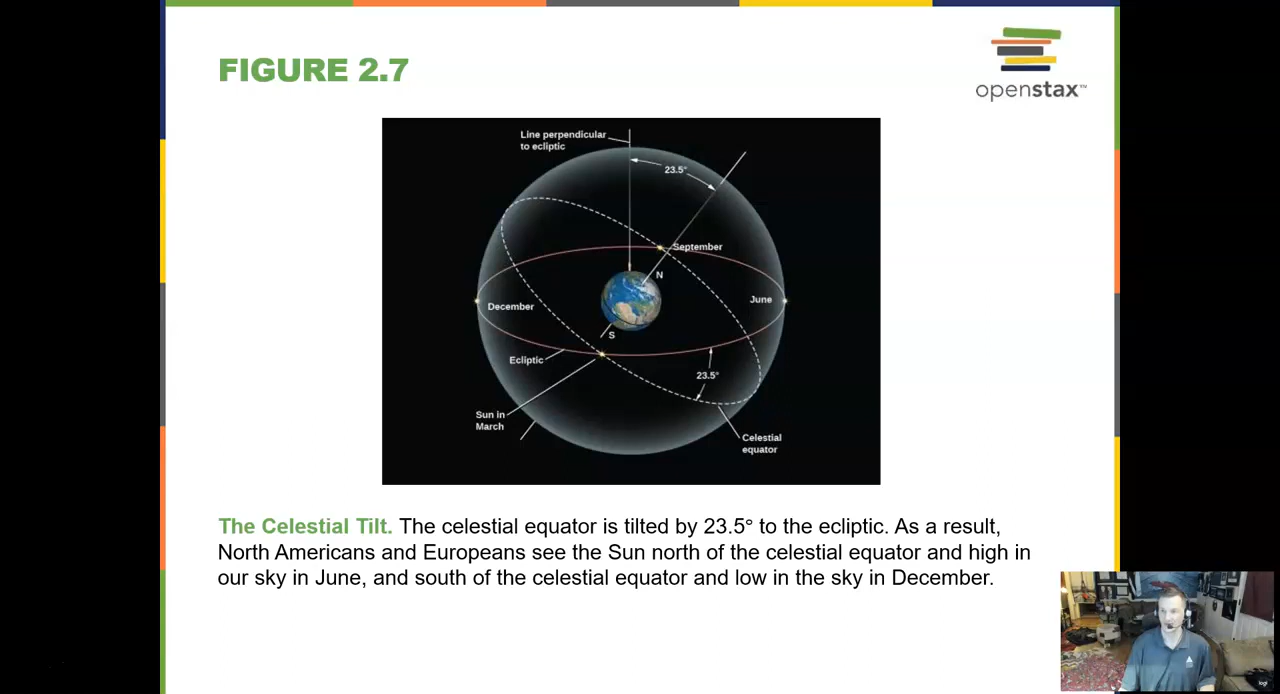 FIGURE 2.7
openstax™
Line perpendicular
to ecliptic
23.5°
September
N
December
June
S
Ecliptic
23.5°
Sun in
March
Celestial
equator
The Celestial Tilt. The celestial equator is tilted by 23.5° to the ecliptic. As a result,
North Americans and Europeans see the Sun north of the celestial equator and high in
our sky in June, and south of the celestial equator and low in the sky in December.
logi